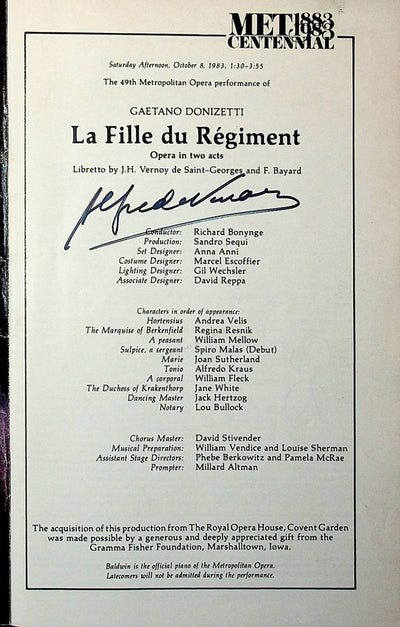 MET 1883
1983
CENTENNIAL
Saturday Afternoon, October 8, 1983, 1:30-3:55
The 49th Metropolitan Opera performance of
GAETANO DONIZETTI
La Fille du Régiment
Opera in two acts
Libretto by J.H. Vernoy de Saint-Georges and F. Bayard
Alfredo Kraus
Conductor: Richard Bonynge
Production: Sandro Sequi
Set Designer: Anna Anni
Costume Designer: Marcel Escoffier
Lighting Designer: Gil Wechsler
Associate Designer: David Reppa
Characters in order of appearance:
Hortensius Andrea Velis
The Marquise of Berkenfield Regina Resnik
A peasant William Mellow
Sulpice, a sergeant Spiro Malas (Debut)
Marie Joan Sutherland
Tonio Alfredo Kraus
A corporal William Fleck
The Duchess of Krakenthorp Jane White
Dancing Master Jack Hertzog
Notary Lou Bullock
Chorus Master: David Stivender
Musical Preparation: William Vendice and Louise Sherman
Assistant Stage Directors: Phebe Berkowitz and Pamela McRae
Prompter: Millard Altman
The acquisition of this production from The Royal Opera House, Covent Garden
was made possible by a generous and deeply appreciated gift from the
Gramma Fisher Foundation, Marshalltown, Iowa.
Baldwin is the official piano of the Metropolitan Opera.
Latecomers will not be admitted during the performance.